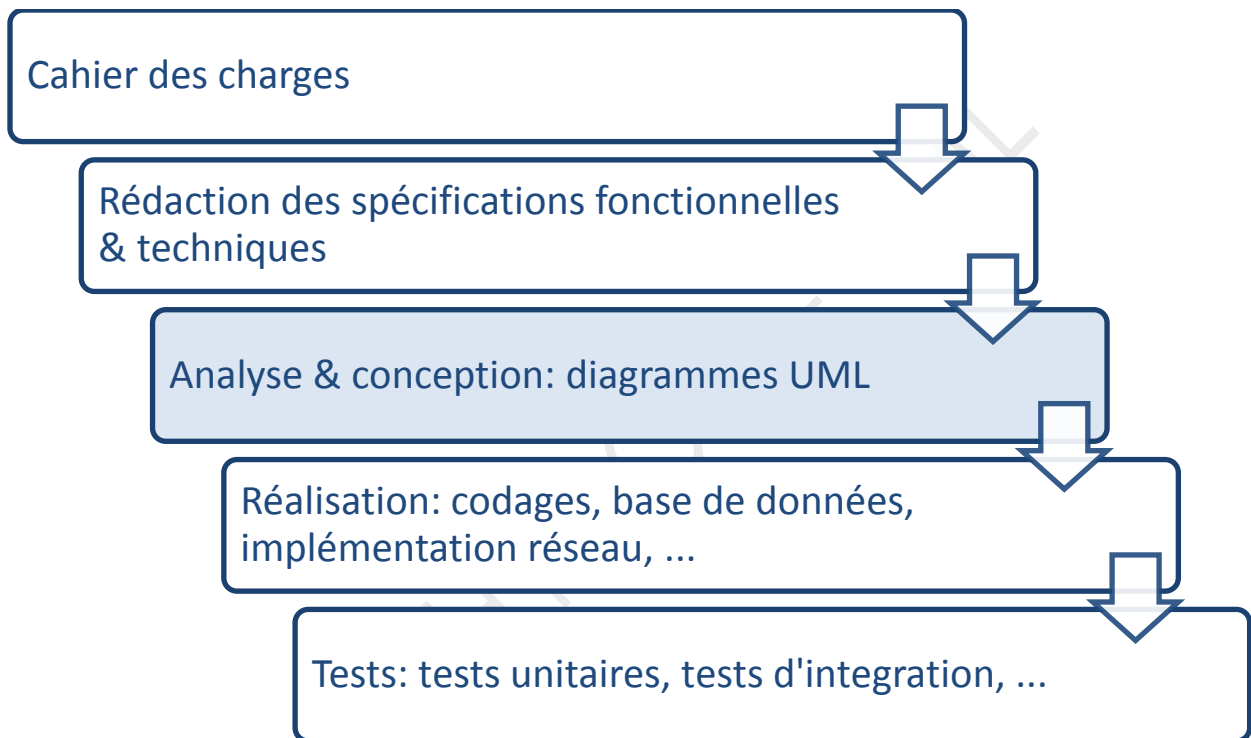 Cahier des charges
Rédaction des spécifications fonctionnelles
& techniques
Analyse & conception: diagrammes UML
Réalisation: codages, base de données,
implémentation réseau, ...
Tests: tests unitaires, tests d'integration, ...